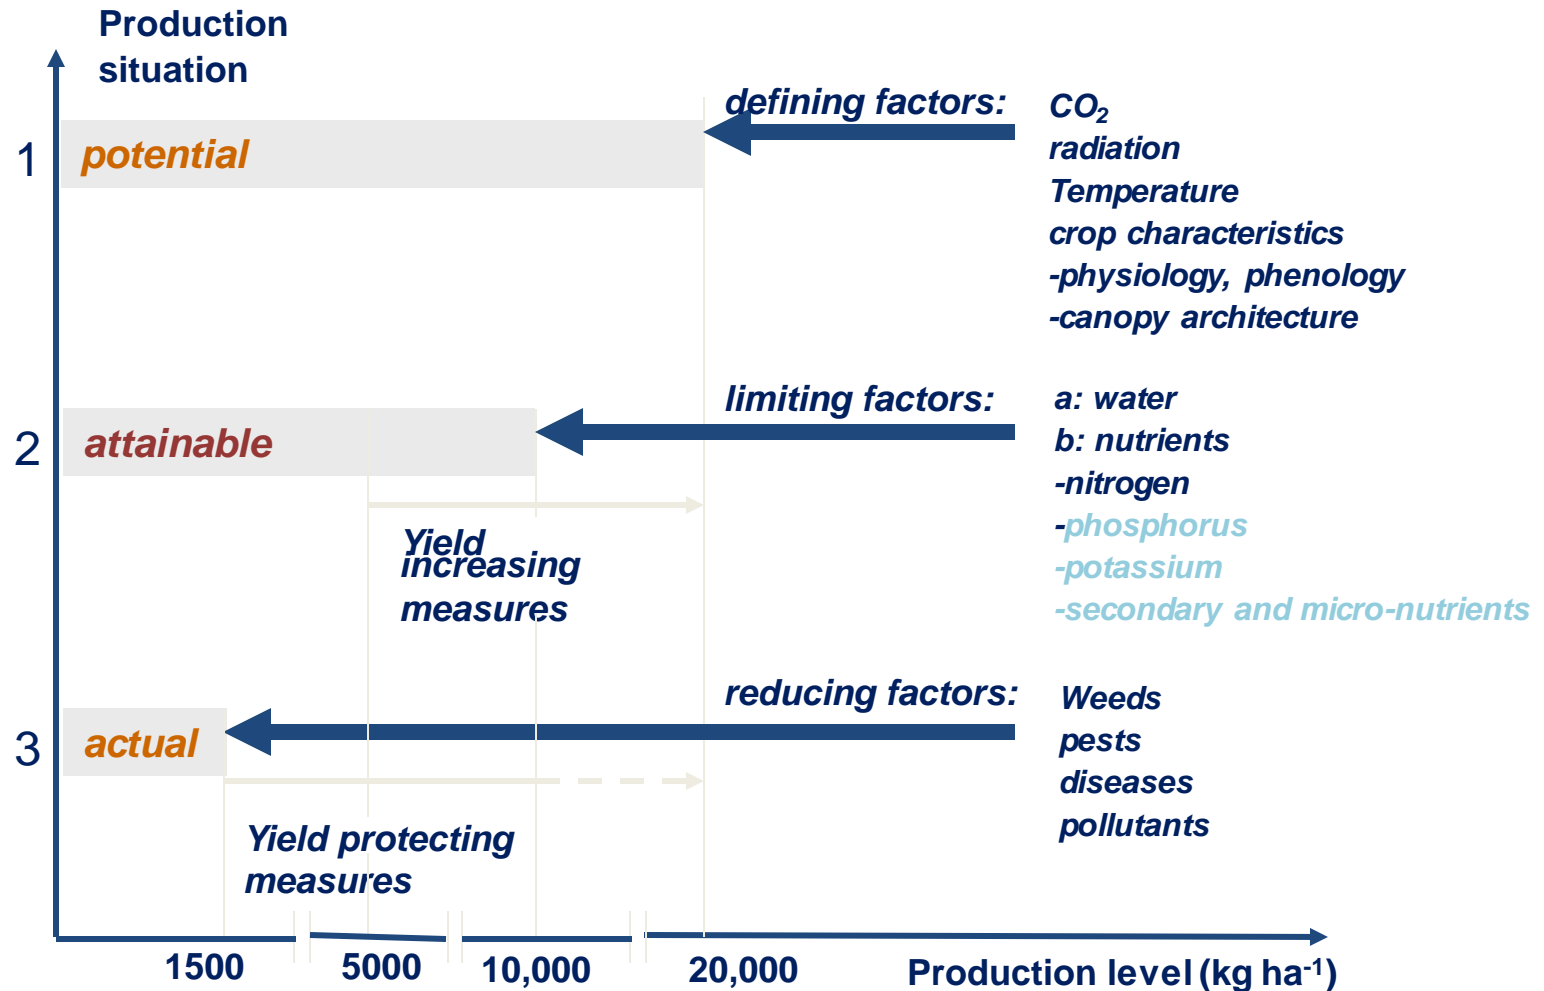 Production
situation
1
potential
defining factors:
CO₂
radiation
Temperature
crop characteristics
-physiology, phenology
-canopy architecture
2
attainable
limiting factors:
a: water
b: nutrients
-nitrogen
-phosphorus
-potassium
-secondary and micro-nutrients
Yield
increasing
measures
3
actual
reducing factors:
Weeds
pests
diseases
pollutants
Yield protecting
measures
1500
5000
10,000
20,000
Production level (kg ha⁻¹)